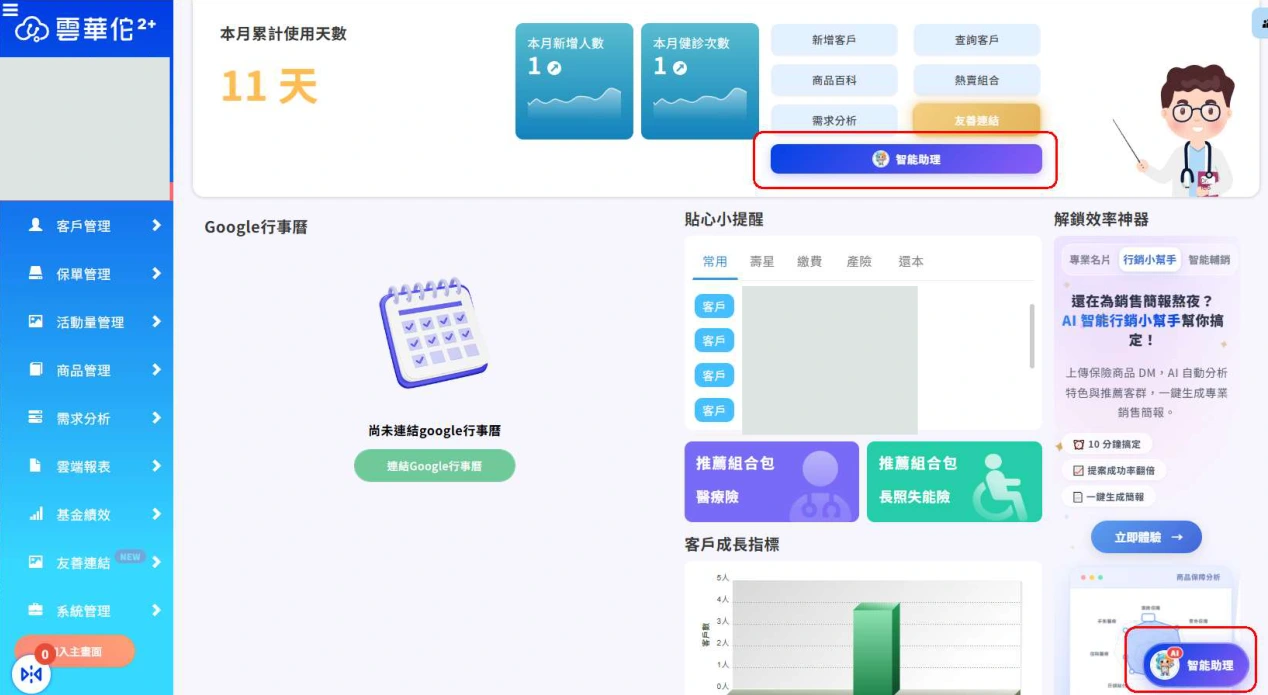 雲華佗2+
客戶管理
保單管理
活動量管理
商品管理
需求分析
雲端報表
基金績效
友善連結 NEW
系統管理
入主畫面
0
本月累計使用天數
11 天
本月新增人數
1
本月健診次數
1
新增客戶
查詢客戶
商品百科
熱賣組合
需求分析
友善連結
智能助理
Google行事曆
尚未連結google行事曆
連結Google行事曆
貼心小提醒
常用 壽星 繳費 產險 還本
客戶
客戶
客戶
客戶
推薦組合包
醫療險
推薦組合包
長照失能險
客戶成長指標
5人
4人
3人
2人
1人
0人
客戶數
解鎖效率神器
專業名片 行銷小幫手 智能輔銷
還在為銷售簡報熬夜？
AI 智能行銷小幫手幫你搞
定！
上傳保險商品 DM，AI 自動分析
特色與推薦客群，一鍵生成專業
銷售簡報。
10 分鐘搞定
提案成功率翻倍
一鍵生成簡報
立即體驗 →
商品保障分析
AI
智能助理